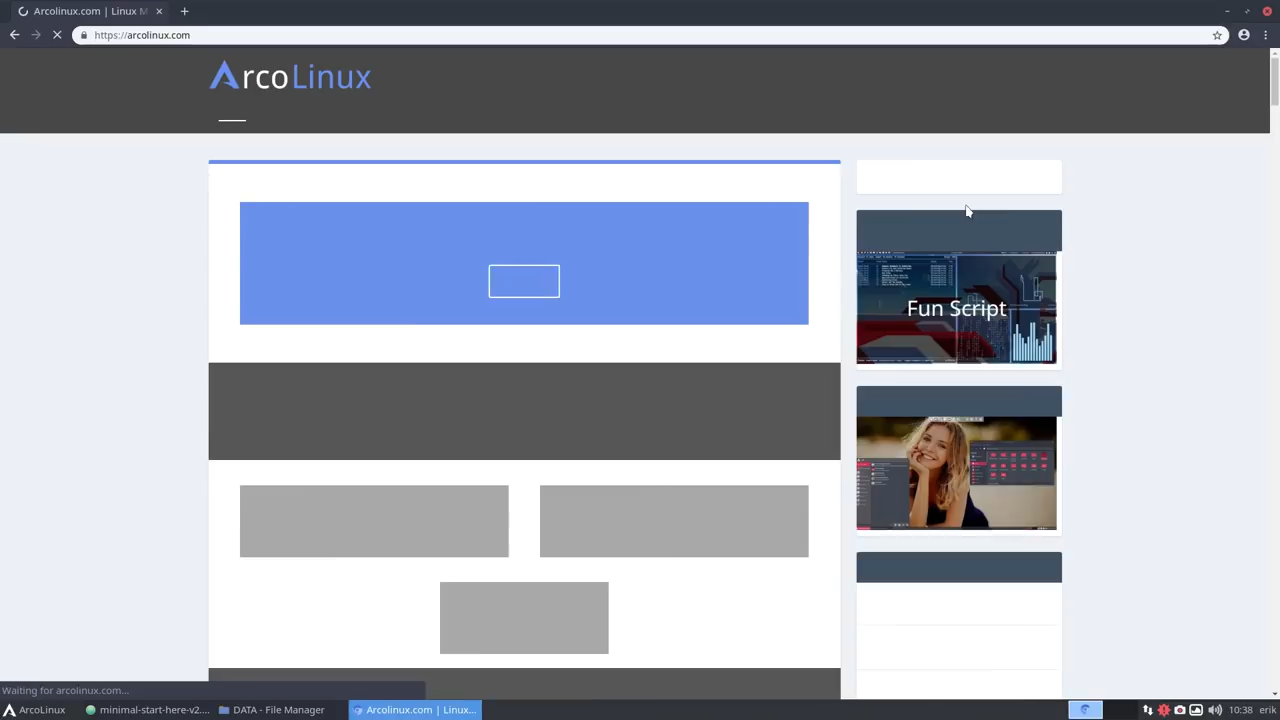 Arcolinux.com | Linux M
https://arcolinux.com
ArcoLinux
Fun Script
Waiting for arcolinux.com...
ArcoLinux
minimal-start-here-v2....
DATA - File Manager
Arcolinux.com | Linux...
10:38
erik